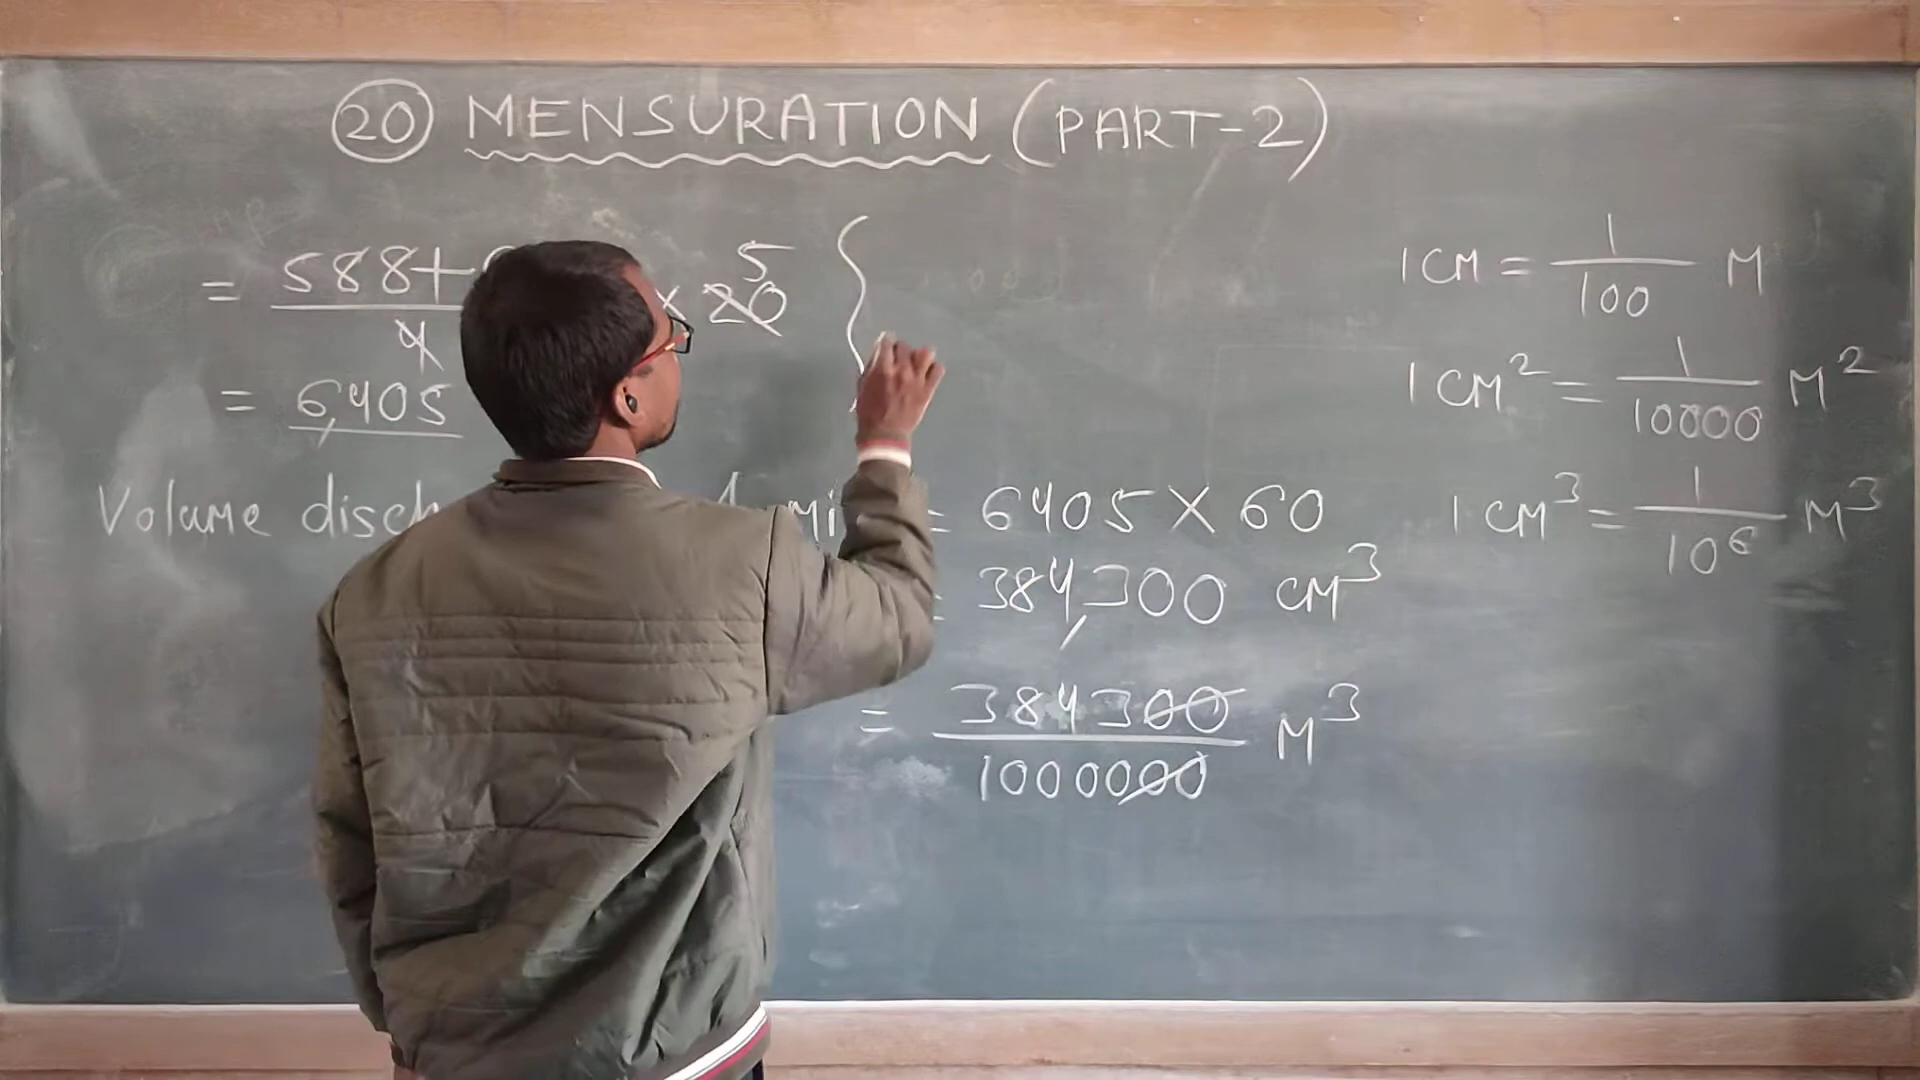 20 MENSURATION (PART-2)
= 588+ / 4 × 20 5 {
= 6,405
Volume disch mi = 6405 × 60
= 384,300 CM³
= 384300 / 1000000 M³
1 CM = 1/100 M
1 CM² = 1/10000 M²
1 CM³ = 1/10⁶ M³